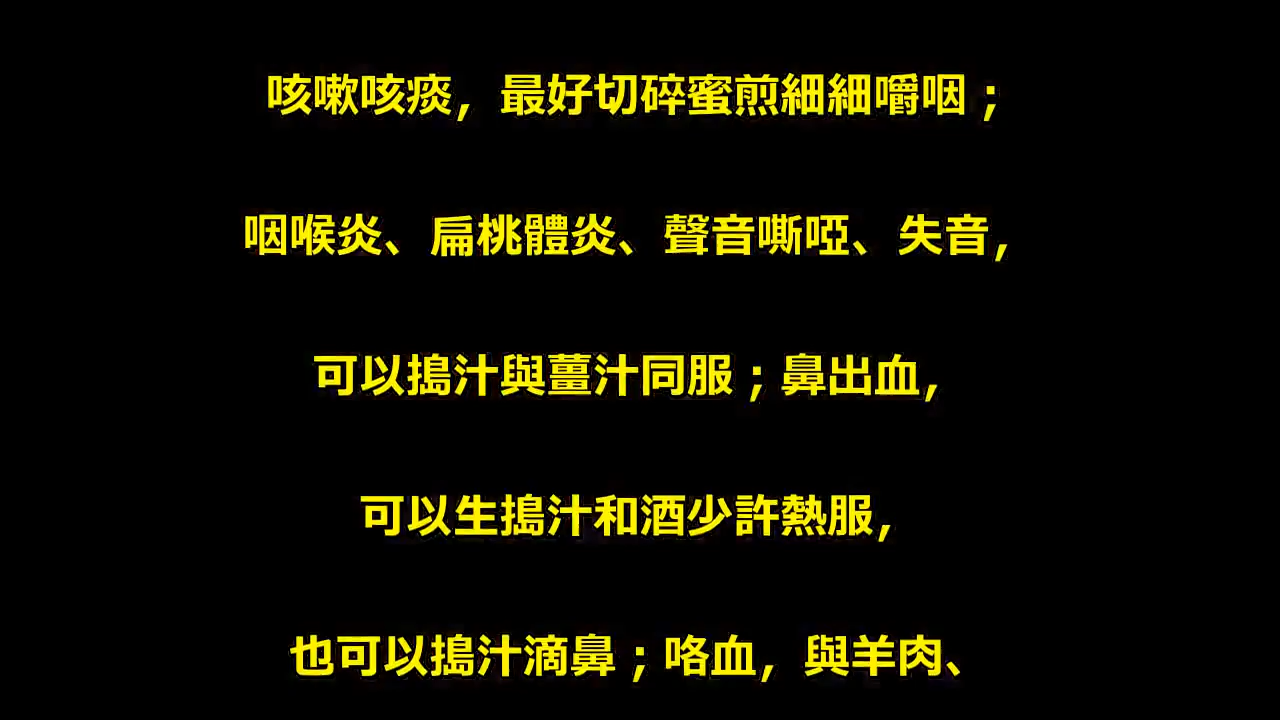 咳嗽咳痰，最好切碎蜜煎細細嚼咽；
咽喉炎、扁桃體炎、聲音嘶啞、失音，
可以搗汁與薑汁同服；鼻出血，
可以生搗汁和酒少許熱服，
也可以搗汁滴鼻；咯血，與羊肉、